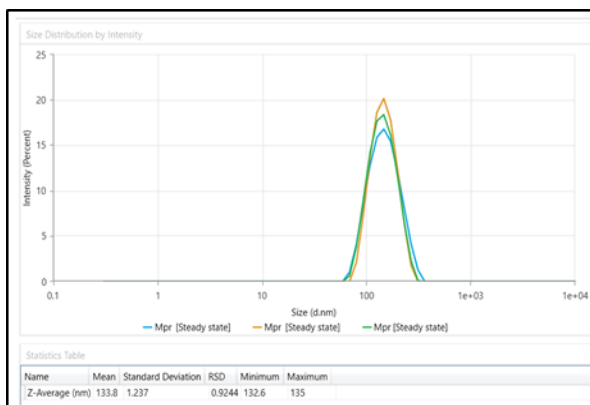 Size Distribution by Intensity
25
20
15
10
5
0
Intensity (Percent)
0.1 1 10 100 1e+03 1e+04
Size (d.nm)
Mpr [Steady state] Mpr [Steady state] Mpr [Steady state]
Statistics Table
Name Mean Standard Deviation RSD Minimum Maximum
Z-Average (nm) 133.8 1.237 0.9244 132.6 135